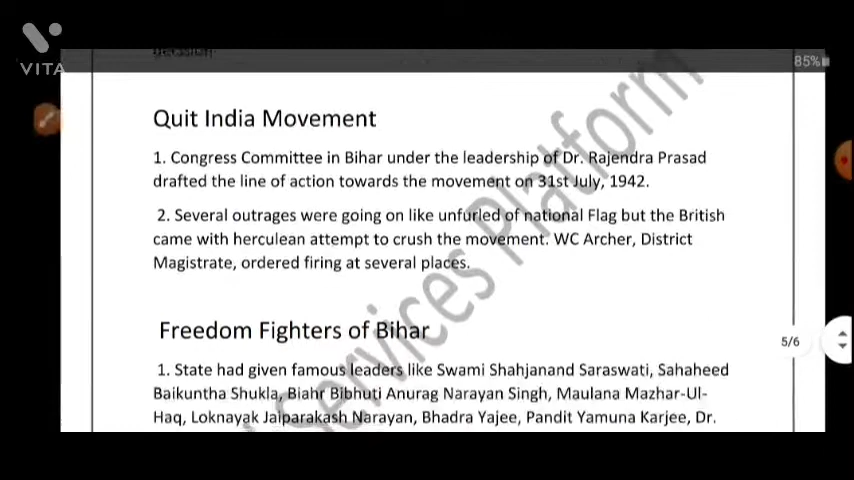 VITA
85%
Quit India Movement
1. Congress Committee in Bihar under the leadership of Dr. Rajendra Prasad
drafted the line of action towards the movement on 31st July, 1942.
2. Several outrages were going on like unfurled of national Flag but the British
came with herculean attempt to crush the movement. WC Archer, District
Magistrate, ordered firing at several places.
Freedom Fighters of Bihar
5/6
1. State had given famous leaders like Swami Shahjanand Saraswati, Sahaheed
Baikuntha Shukla, Biahr Bibhuti Anurag Narayan Singh, Maulana Mazhar-Ul-
Haq, Loknayak Jaiparakash Narayan, Bhadra Yajee, Pandit Yamuna Karjee, Dr.
Services Platform